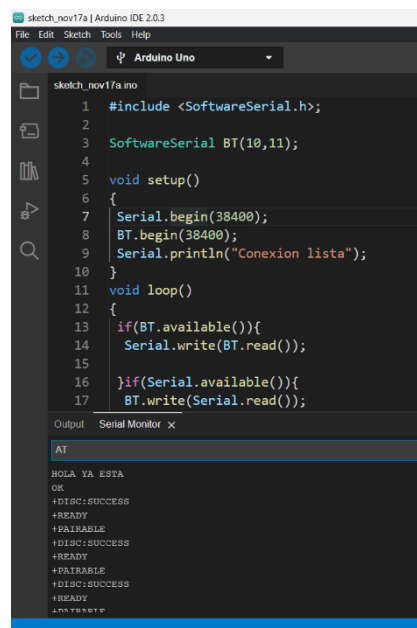 sketch_nov17a | Arduino IDE 2.0.3
File Edit Sketch Tools Help
Arduino Uno
sketch_nov17a.ino
1 #include <SoftwareSerial.h>;
2
3 SoftwareSerial BT(10,11);
4
5 void setup()
6 {
7 Serial.begin(38400);
8 BT.begin(38400);
9 Serial.println("Conexion lista");
10 }
11 void loop()
12 {
13 if(BT.available()){
14 Serial.write(BT.read());
15
16 }if(Serial.available()){
17 BT.write(Serial.read());
Output Serial Monitor x
AT
HOLA YA ESTA
OK
+DISC:SUCCESS
+READY
+PAIRABLE
+DISC:SUCCESS
+READY
+PAIRABLE
+DISC:SUCCESS
+READY
+PAIRABLE